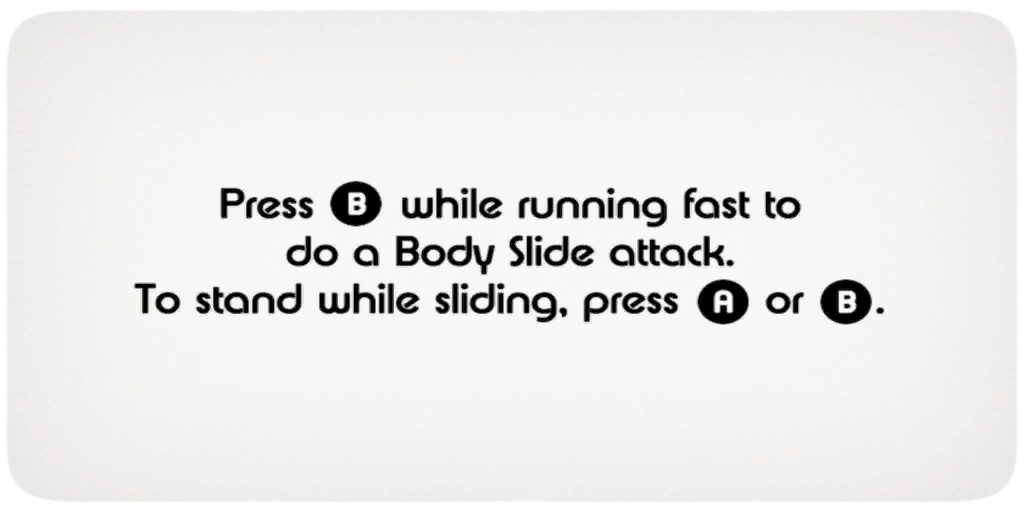 Press B while running fast to
do a Body Slide attack.
To stand while sliding, press A or B.